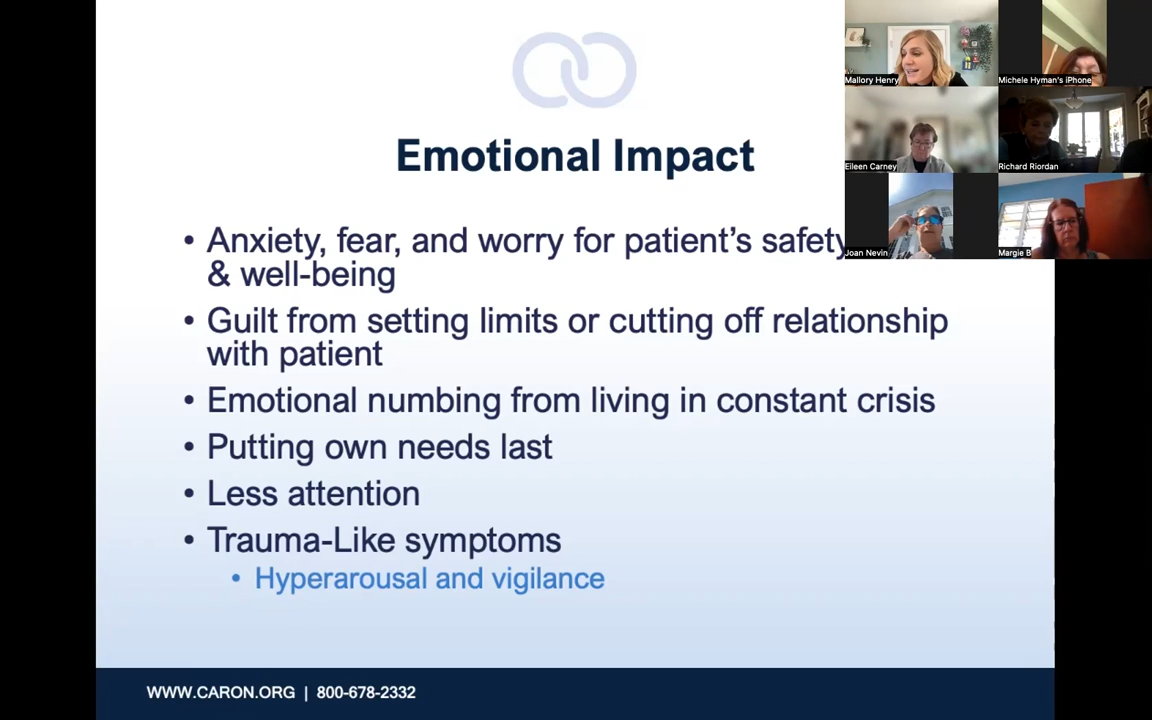 Emotional Impact
• Anxiety, fear, and worry for patient's safety
& well-being
• Guilt from setting limits or cutting off relationship
with patient
• Emotional numbing from living in constant crisis
• Putting own needs last
• Less attention
• Trauma-Like symptoms
• Hyperarousal and vigilance
WWW.CARON.ORG | 800-678-2332
Mallory Henry
Michele Hyman's iPhone
Eileen Carney
Richard Riordan
Joan Nevin
Margie B